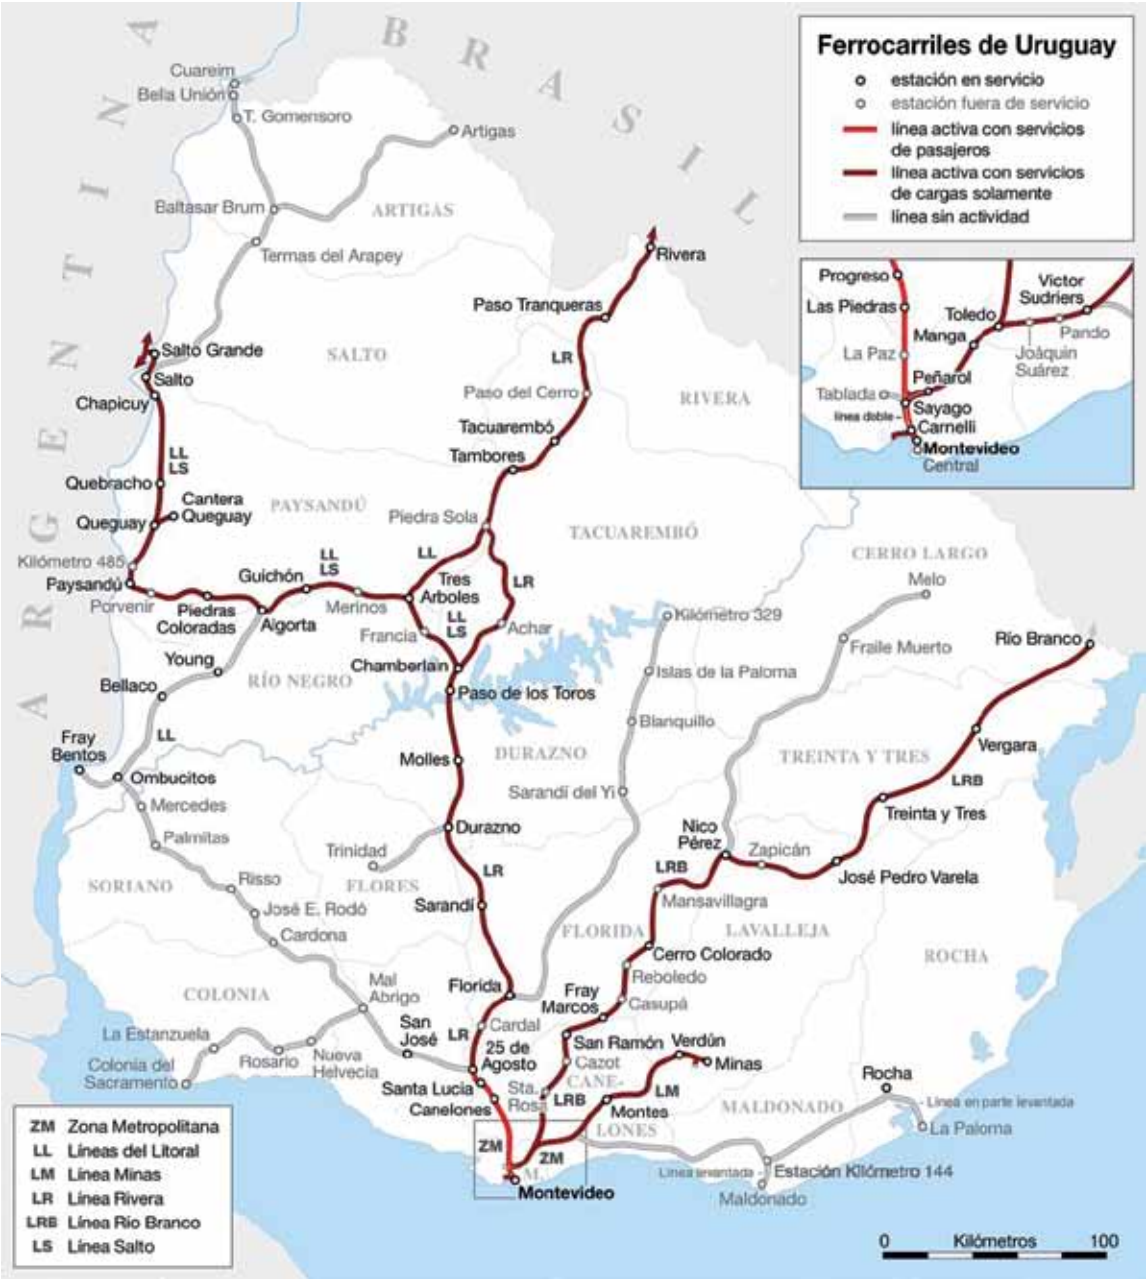 BRASIL
ARGENTINA
Ferrocarriles de Uruguay
estación en servicio
estación fuera de servicio
línea activa con servicios
de pasajeros
línea activa con servicios
de cargas solamente
línea sin actividad
Progreso
Las Piedras
La Paz
Tablada
línea doble
Victor
Sudriers
Toledo
Manga
Pando
Joáquin
Suárez
Peñarol
Sayago
Carnelli
Montevideo
Central
Cuareim
Bella Unión
T. Gomensoro
Artigas
Baltasar Brum
ARTIGAS
Termas del Arapey
Rivera
Paso Tranqueras
Salto Grande
SALTO
LR
Salto
Paso del Cerro
RIVERA
Chapicuy
Tacuarembó
LL
LS
Tambores
Quebracho
Cantera
Queguay
PAYSANDÚ
Queguay
Piedra Sola
TACUAREMBÓ
Kilómetro 485
LL
LS
LL
CERRO LARGO
Paysandú
Guichón
Tres
Arboles
LR
Melo
Porvenir
Piedras
Coloradas
Merinos
Algorta
LL
LS
Kilómetro 329
Francia
Achar
Río Branco
Fraile Muerto
Young
Chamberlain
Islas de la Paloma
RÍO NEGRO
Bellaco
Paso de los Toros
Blanquillo
LL
Fray
Bentos
Vergara
Molles
DURAZNO
TREINTA Y TRES
Ombucitos
LRB
Mercedes
Sarandí del Yi
Treinta y Tres
Palmitas
Durazno
Nico
Pérez
Trinidad
Zapicán
LR
LRB
José Pedro Varela
SORIANO
Risso
FLORES
Mansavillagra
José E. Rodó
Sarandí
Cardona
FLORIDA
LAVALLEJA
Cerro Colorado
ROCHA
Reboledo
Mal
Abrigo
Florida
Fray
Marcos
Casupá
COLONIA
San
José
LR
Cardal
La Estanzuela
San Ramón
Verdún
25 de
Agosto
Cazot
Minas
Colonia del
Sacramento
Rosario
Nueva
Helvecia
Santa Lucia
Sta.
Rosa
CANE-
LONES
LM
Rocha
Canelones
LRB
Montes
MALDONADO
Línea en parte levantada
La Paloma
ZM
ZM
M.
Línea levantada
Estación Kilómetro 144
Montevideo
Maldonado
ZM Zona Metropolitana
LL Líneas del Litoral
LM Línea Minas
LR Línea Rivera
LRB Línea Río Branco
LS Línea Salto
0 Kilómetros 100